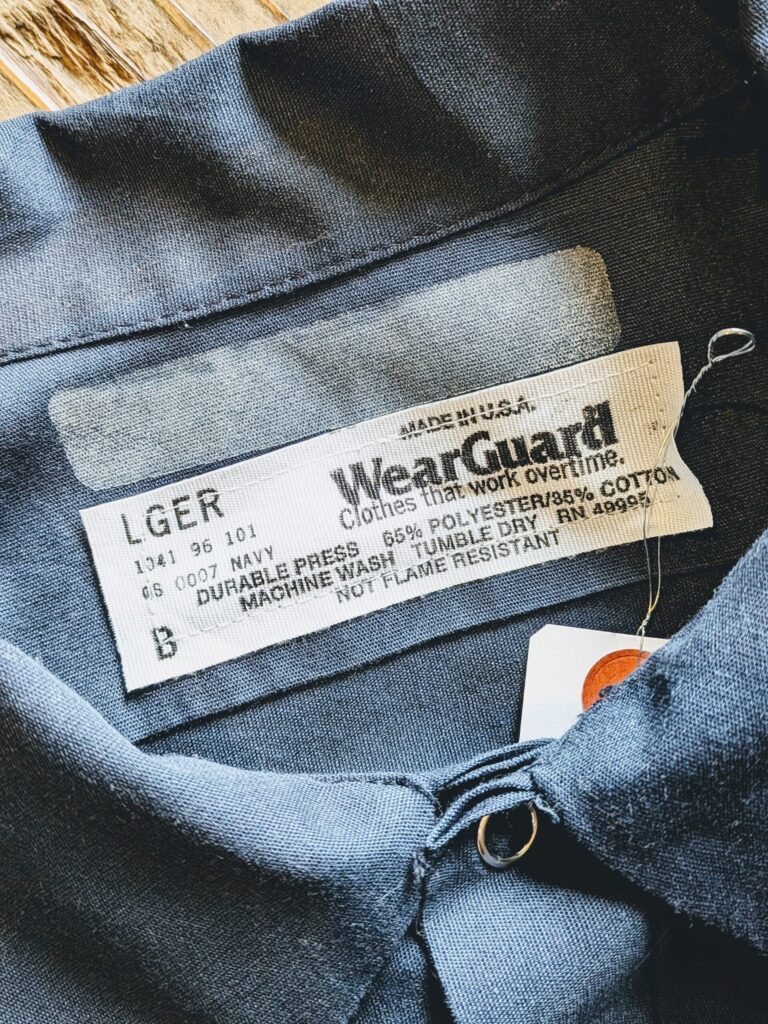 MADE IN U.S.A.
WearGuard
Clothes that work overtime.
LGER
1041 96 101
08 0007 NAVY
DURABLE PRESS 65% POLYESTER/35% COTTON
MACHINE WASH TUMBLE DRY RN 49995
NOT FLAME RESISTANT
B